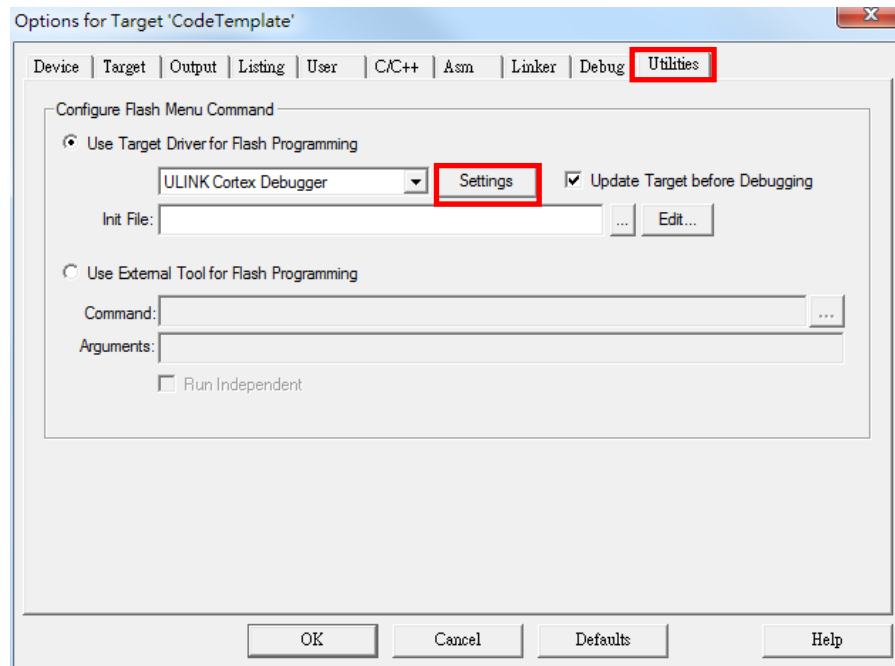 Options for Target 'CodeTemplate'
Device Target Output Listing User C/C++ Asm Linker Debug Utilities
Configure Flash Menu Command
Use Target Driver for Flash Programming
ULINK Cortex Debugger Settings Update Target before Debugging
Init File: ... Edit...
Use External Tool for Flash Programming
Command: ...
Arguments:
Run Independent
OK Cancel Defaults Help